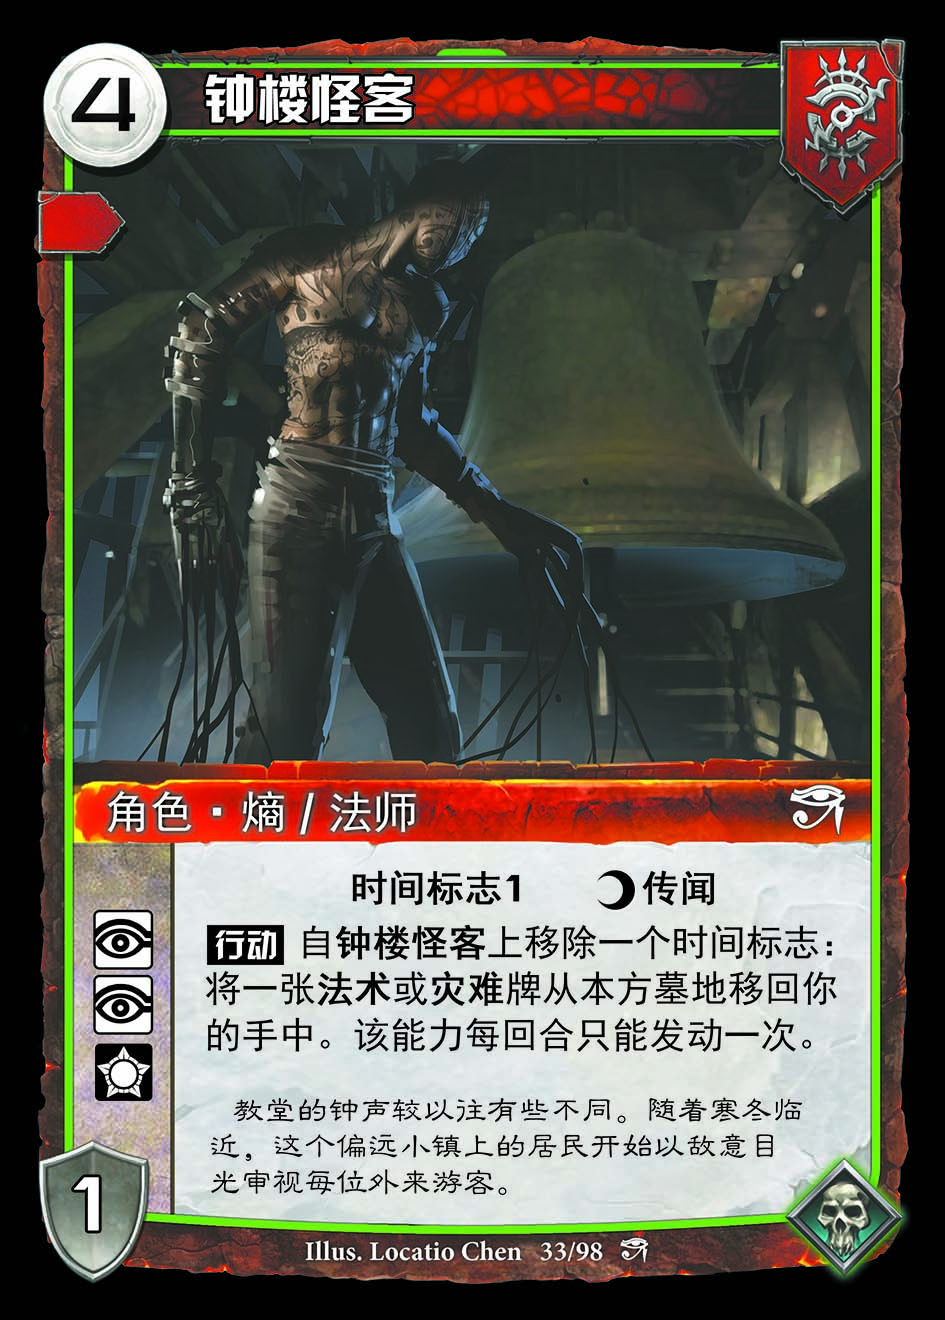 4
钟楼怪客
角色·熵/法师
时间标志1 传闻
行动 自钟楼怪客上移除一个时间标志:
将一张法术或灾难牌从本方墓地移回你
的手中。该能力每回合只能发动一次。
教堂的钟声较以往有些不同。随着寒冬临
近，这个偏远小镇上的居民开始以敌意目
光审视每位外来游客。
1
Illus. Locatio Chen 33/98